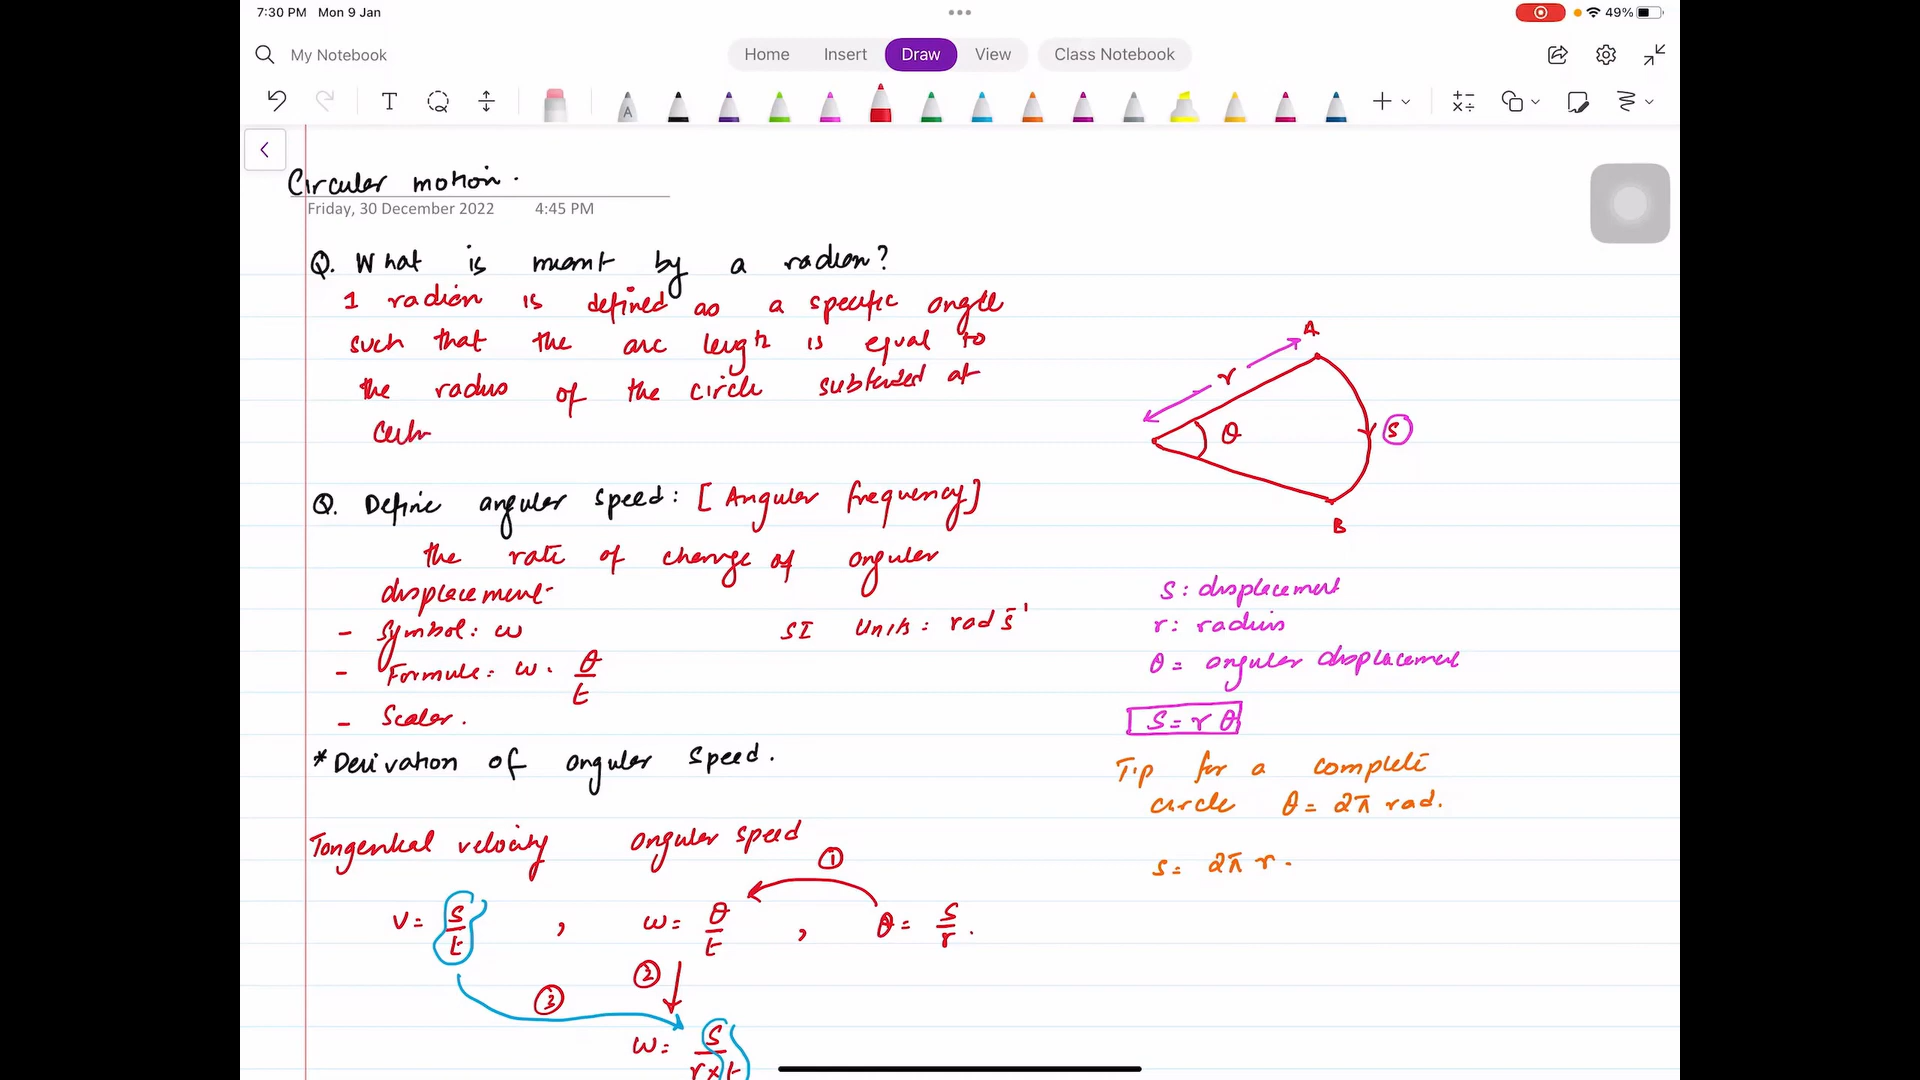 7:30 PM Mon 9 Jan
49%
My Notebook
Home Insert Draw View Class Notebook
T
A
Circular motion.
Friday, 30 December 2022 4:45 PM
Q. What is meant by a radian?
1 radian is defined as a specific angle
such that the arc length is equal to
the radius of the circle subtended at
Q. Define angular speed: [Angular frequency]
the rate of change of angular
displacement
- Symbol: ω SI Units: rad s⁻¹
- Formula: ω = θ/t
- Scalar.
* Derivation of angular speed.
Tangential velocity angular speed
①
v = s/t , ω = θ/t , θ = s/r .
②
③
ω = s/r×t
A
r
θ
S
B
S: displacement
r: radius
θ = angular displacement
S = r θ
Tip for a complete
circle θ = 2π rad.
s = 2π r .